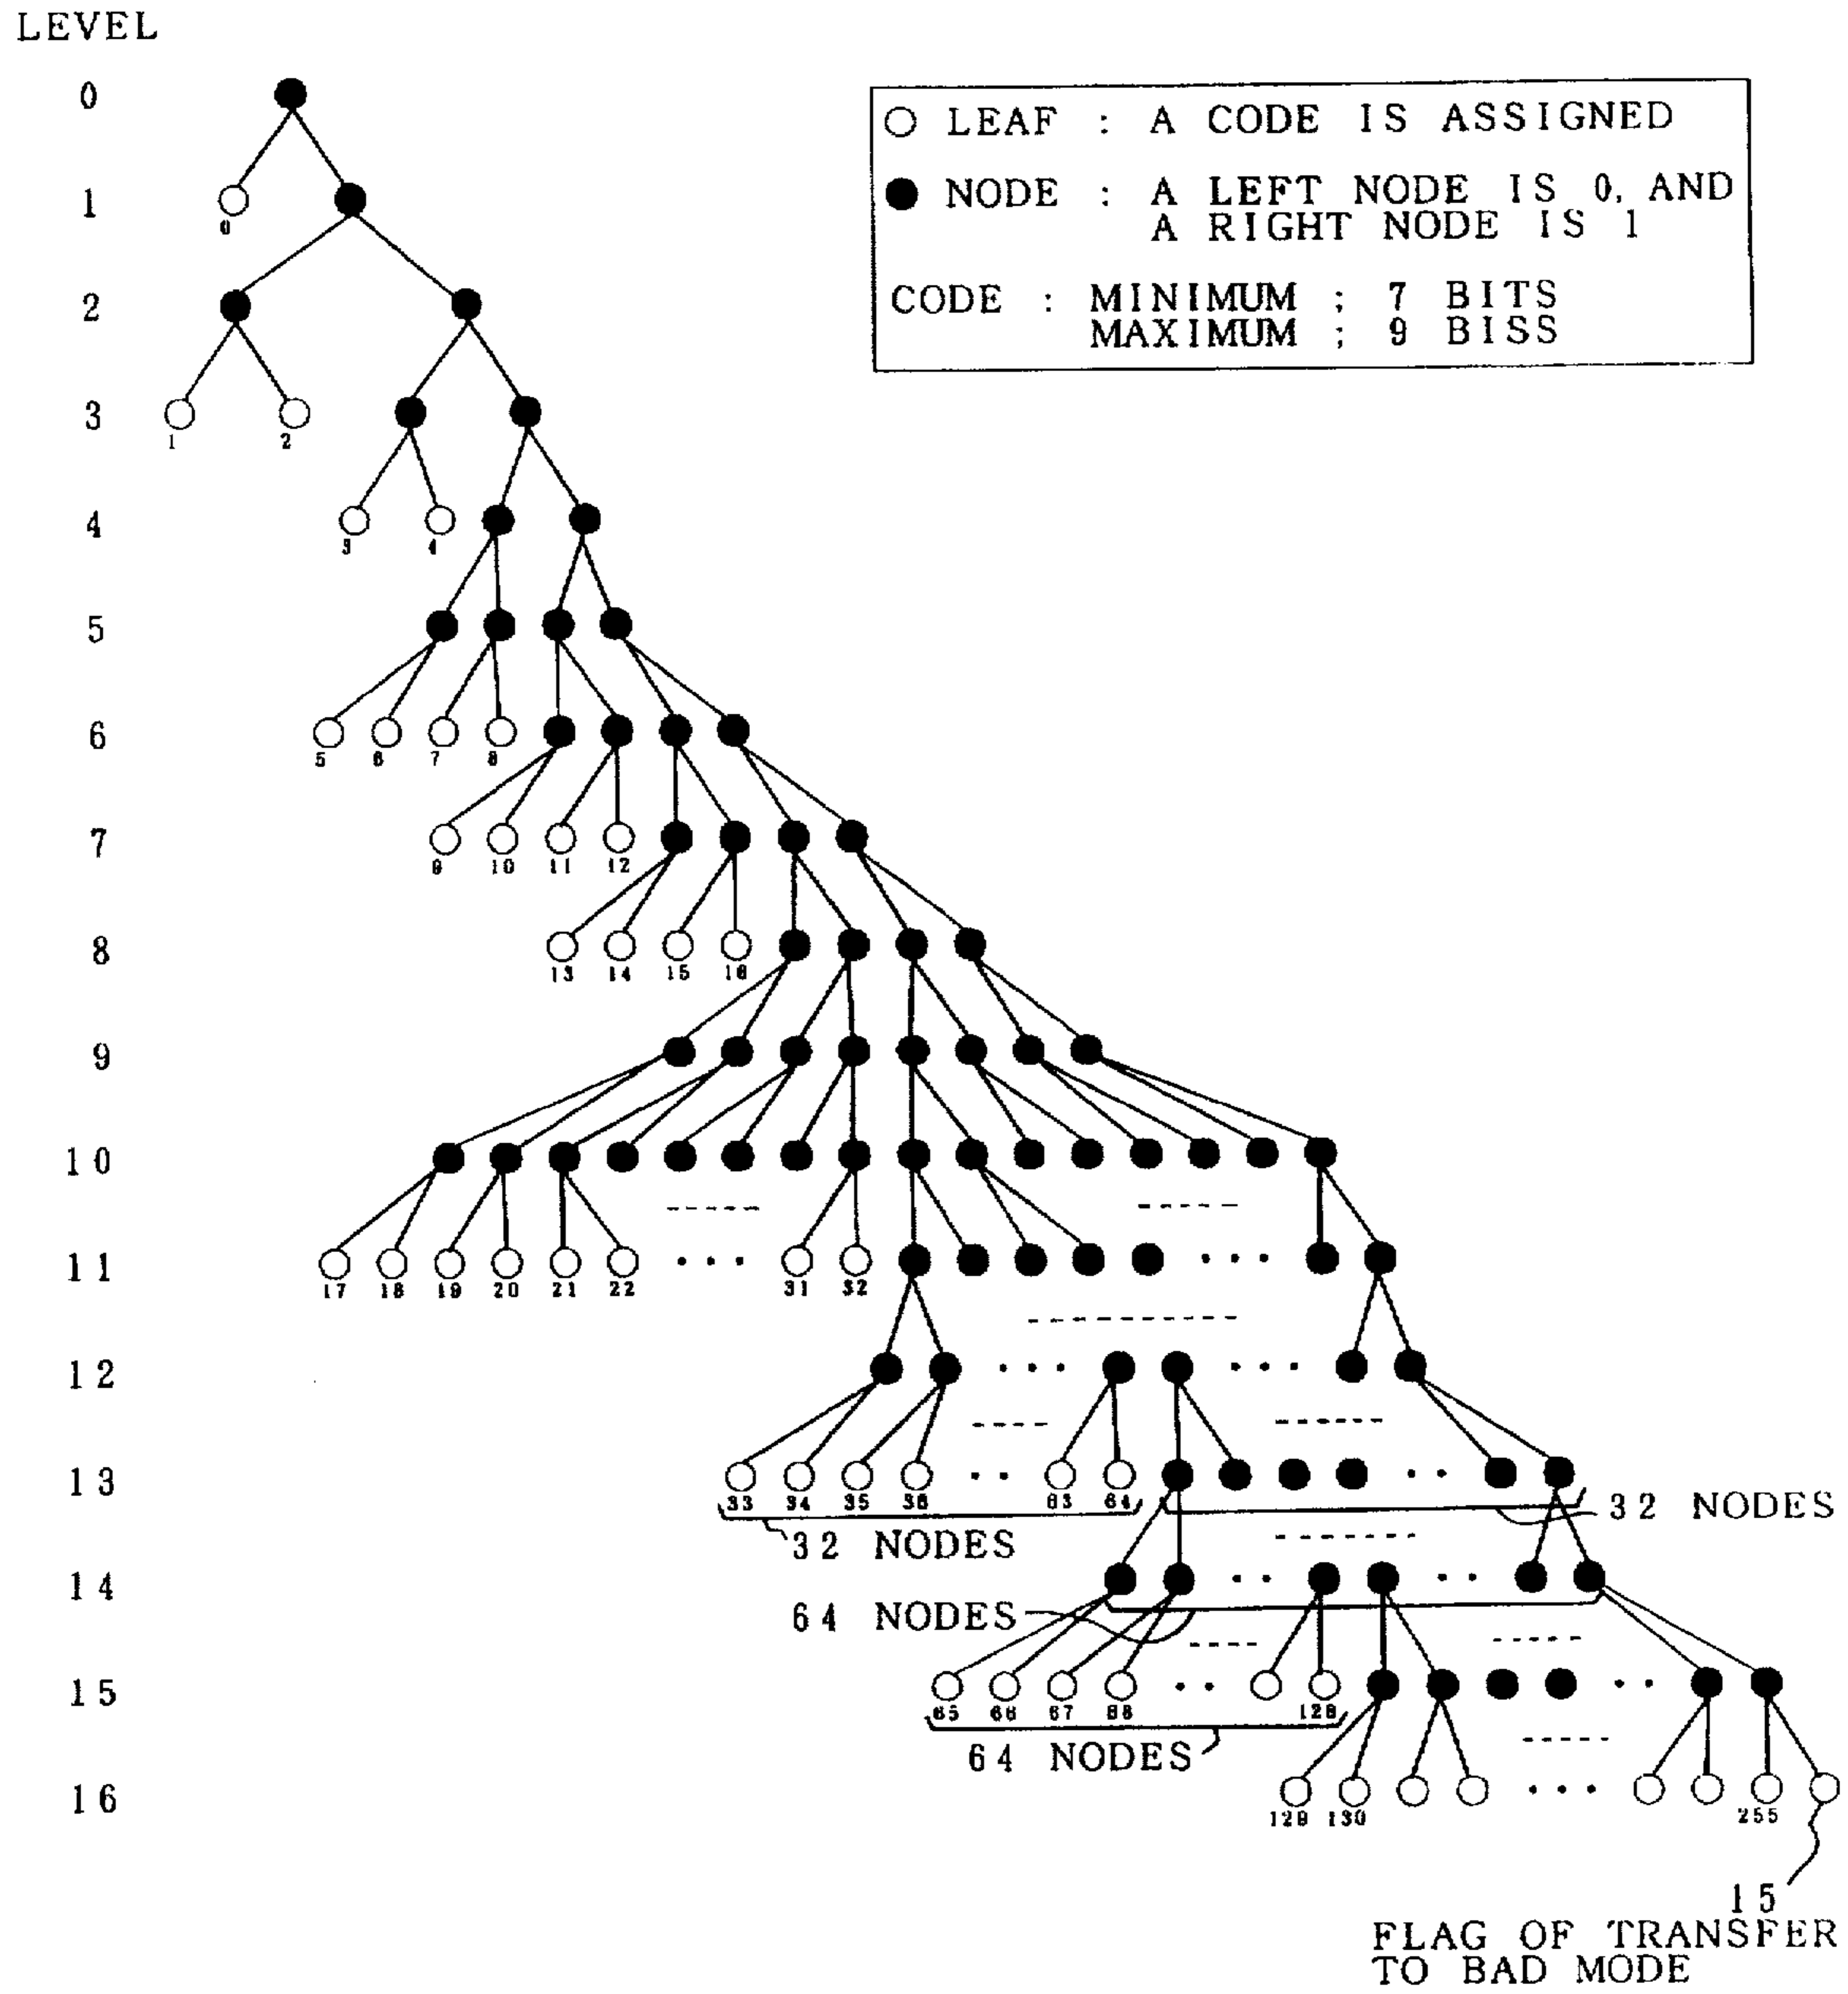 LEVEL
0
○ LEAF : A CODE IS ASSIGNED
● NODE : A LEFT NODE IS 0, AND
A RIGHT NODE IS 1
CODE : MINIMUM ; 7 BITS
MAXIMUM ; 9 BISS
1
0
2
3
1 2
4
3 4
5
6
5 6 7 8
7
9 10 11 12
8
13 14 15 16
9
10
11
17 18 19 20 21 22 ... 31 32
12
13
33 34 35 36 63 64
32 NODES
32 NODES
14
64 NODES
15
65 66 67 68 128
64 NODES
16
129 130 255
15
FLAG OF TRANSFER
TO BAD MODE